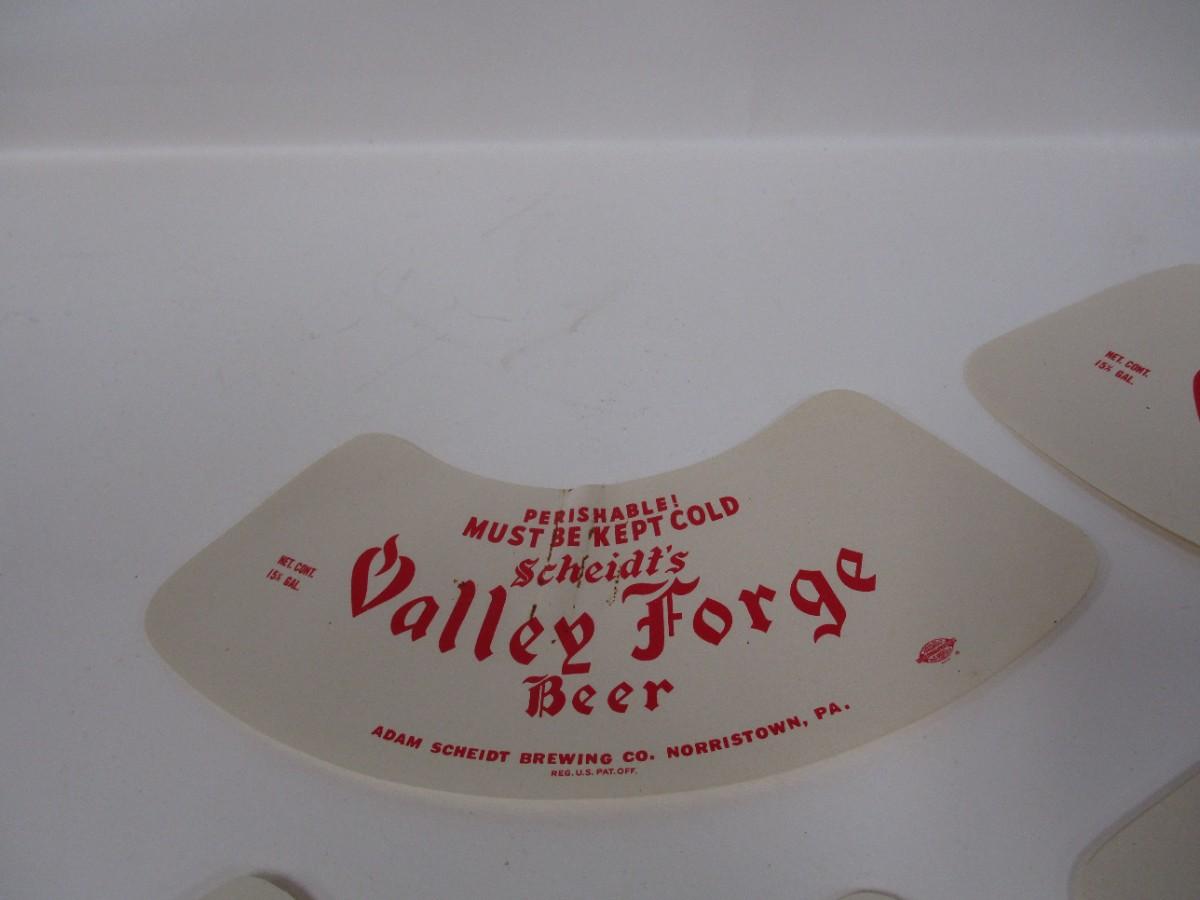 PERISHABLE!
MUST BE KEPT COLD
Scheidt's
Valley Forge
Beer
ADAM SCHEIDT BREWING CO. NORRISTOWN, PA.
REG. U.S. PAT. OFF.
NET. CONT.
15½ GAL.
NET. CONT.
15½ GAL.